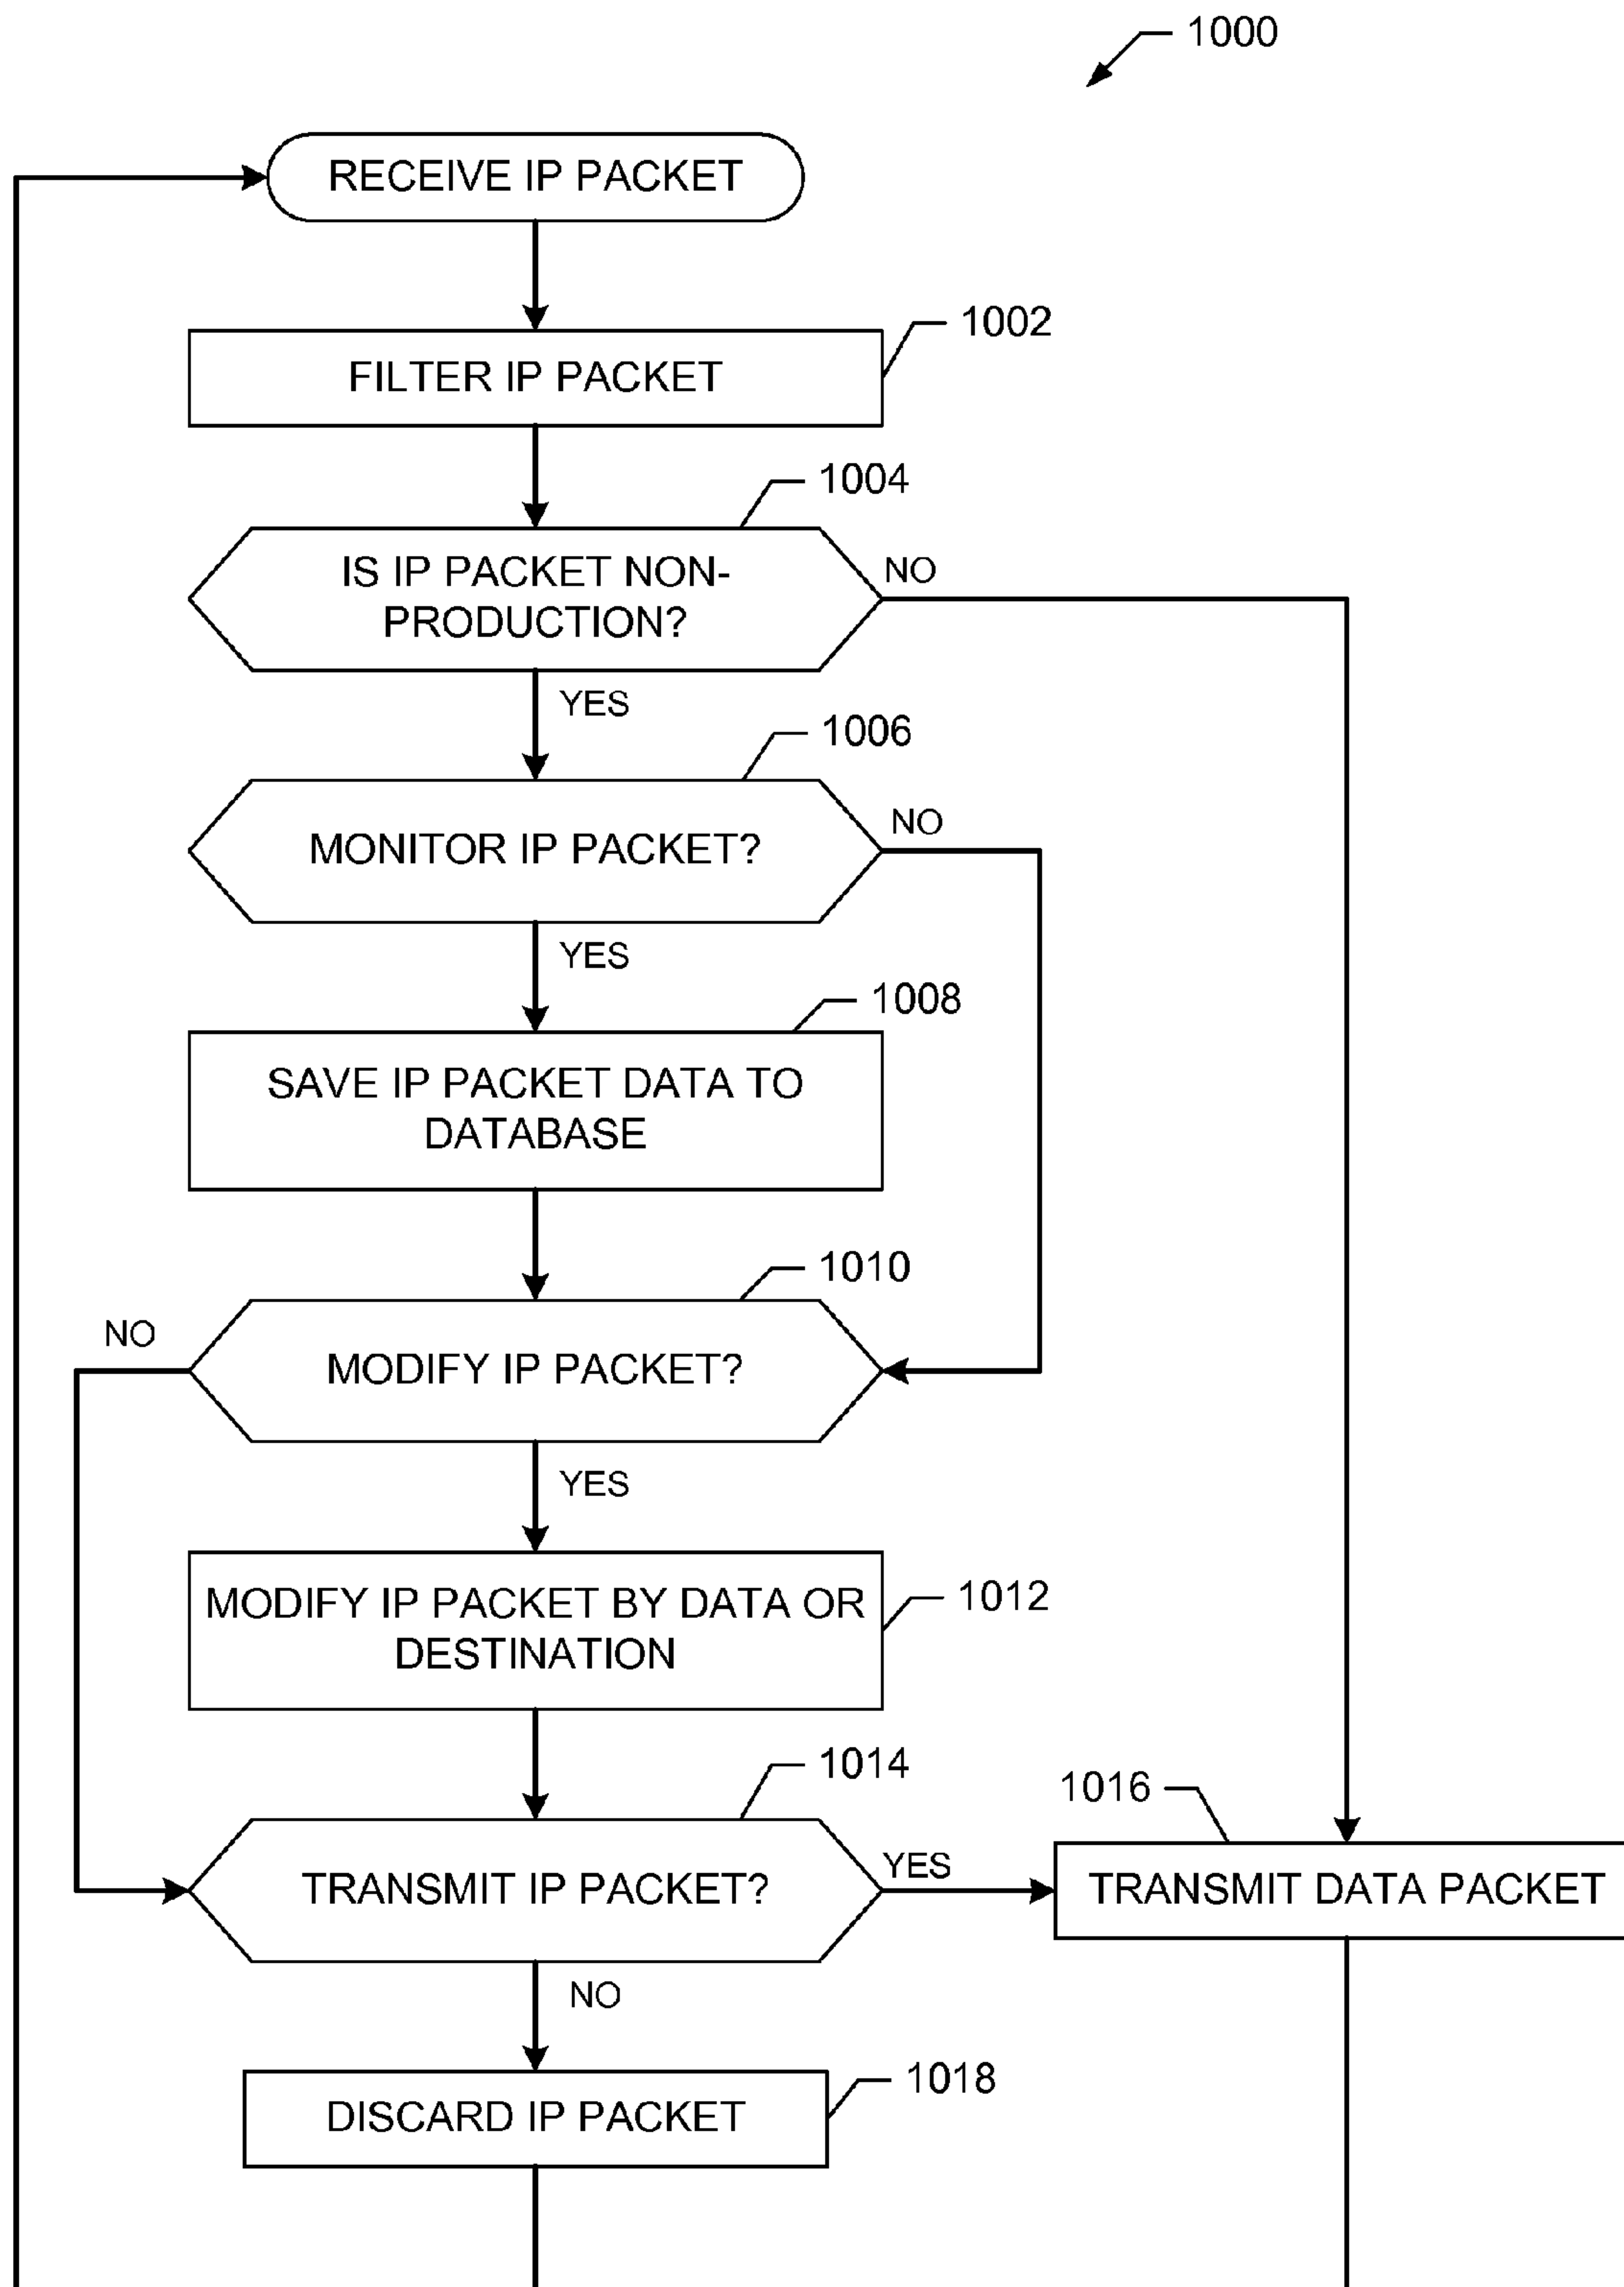 1000
RECEIVE IP PACKET
1002
FILTER IP PACKET
1004
IS IP PACKET NON-
PRODUCTION?
NO
YES
1006
MONITOR IP PACKET?
NO
YES
1008
SAVE IP PACKET DATA TO
DATABASE
1010
NO
MODIFY IP PACKET?
YES
1012
MODIFY IP PACKET BY DATA OR
DESTINATION
1014
1016
TRANSMIT IP PACKET?
YES
TRANSMIT DATA PACKET
NO
1018
DISCARD IP PACKET